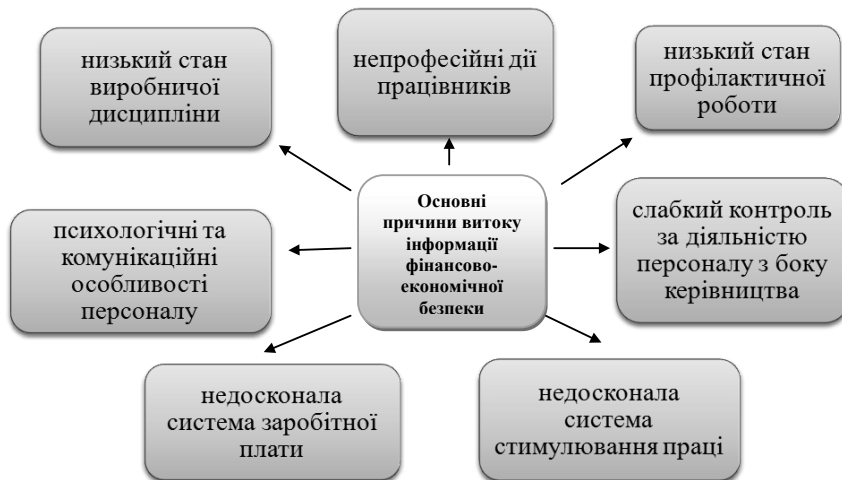 низький стан
виробничої
дисципліни
непрофесійні дії
працівників
низький стан
профілактичної
роботи
психологічні та
комунікаційні
особливості
персоналу
Основні
причини витоку
інформації
фінансово-
економічної
безпеки
слабкий контроль
за діяльністю
персоналу з боку
керівництва
недосконала
система заробітної
плати
недосконала
система
стимулювання праці